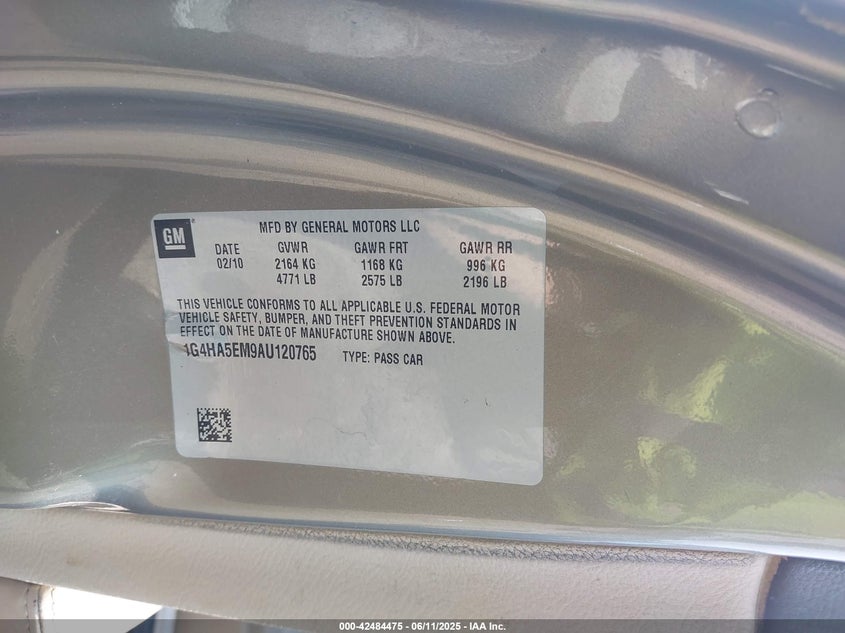 GM
MFD BY GENERAL MOTORS LLC
DATE GVWR GAWR FRT GAWR RR
02/10 2164 KG 1168 KG 996 KG
4771 LB 2575 LB 2196 LB
THIS VEHICLE CONFORMS TO ALL APPLICABLE U.S. FEDERAL MOTOR
VEHICLE SAFETY, BUMPER, AND THEFT PREVENTION STANDARDS IN
EFFECT ON THE DATE OF MANUFACTURE SHOWN ABOVE.
1G4HA5EM9AU120765 TYPE: PASS CAR
000-42484475 - 06/11/2025 - IAA Inc.